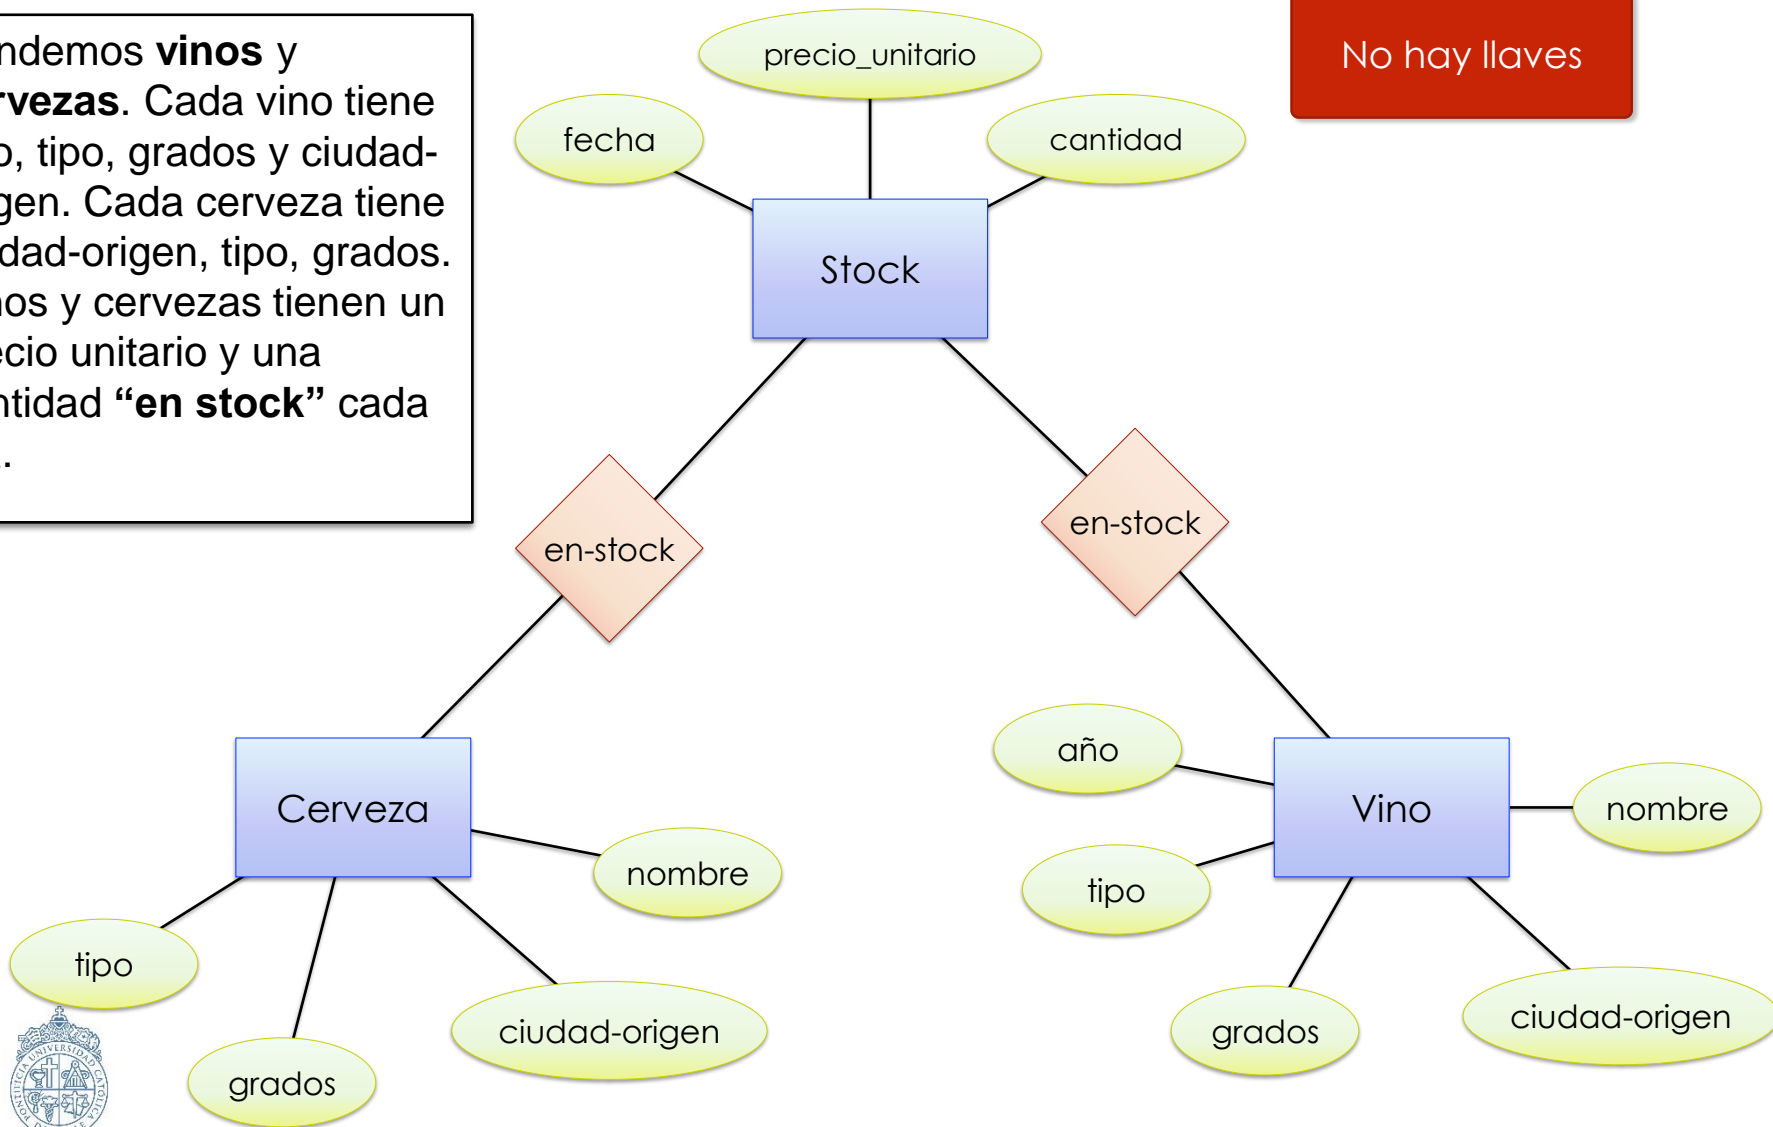 ndemos vinos y
rvezas. Cada vino tiene
o, tipo, grados y ciudad-
gen. Cada cerveza tiene
dad-origen, tipo, grados.
nos y cervezas tienen un
ecio unitario y una
ntidad “en stock” cada
.
No hay llaves
precio_unitario
fecha
cantidad
Stock
en-stock
en-stock
Cerveza
nombre
tipo
grados
ciudad-origen
año
Vino
nombre
tipo
grados
ciudad-origen